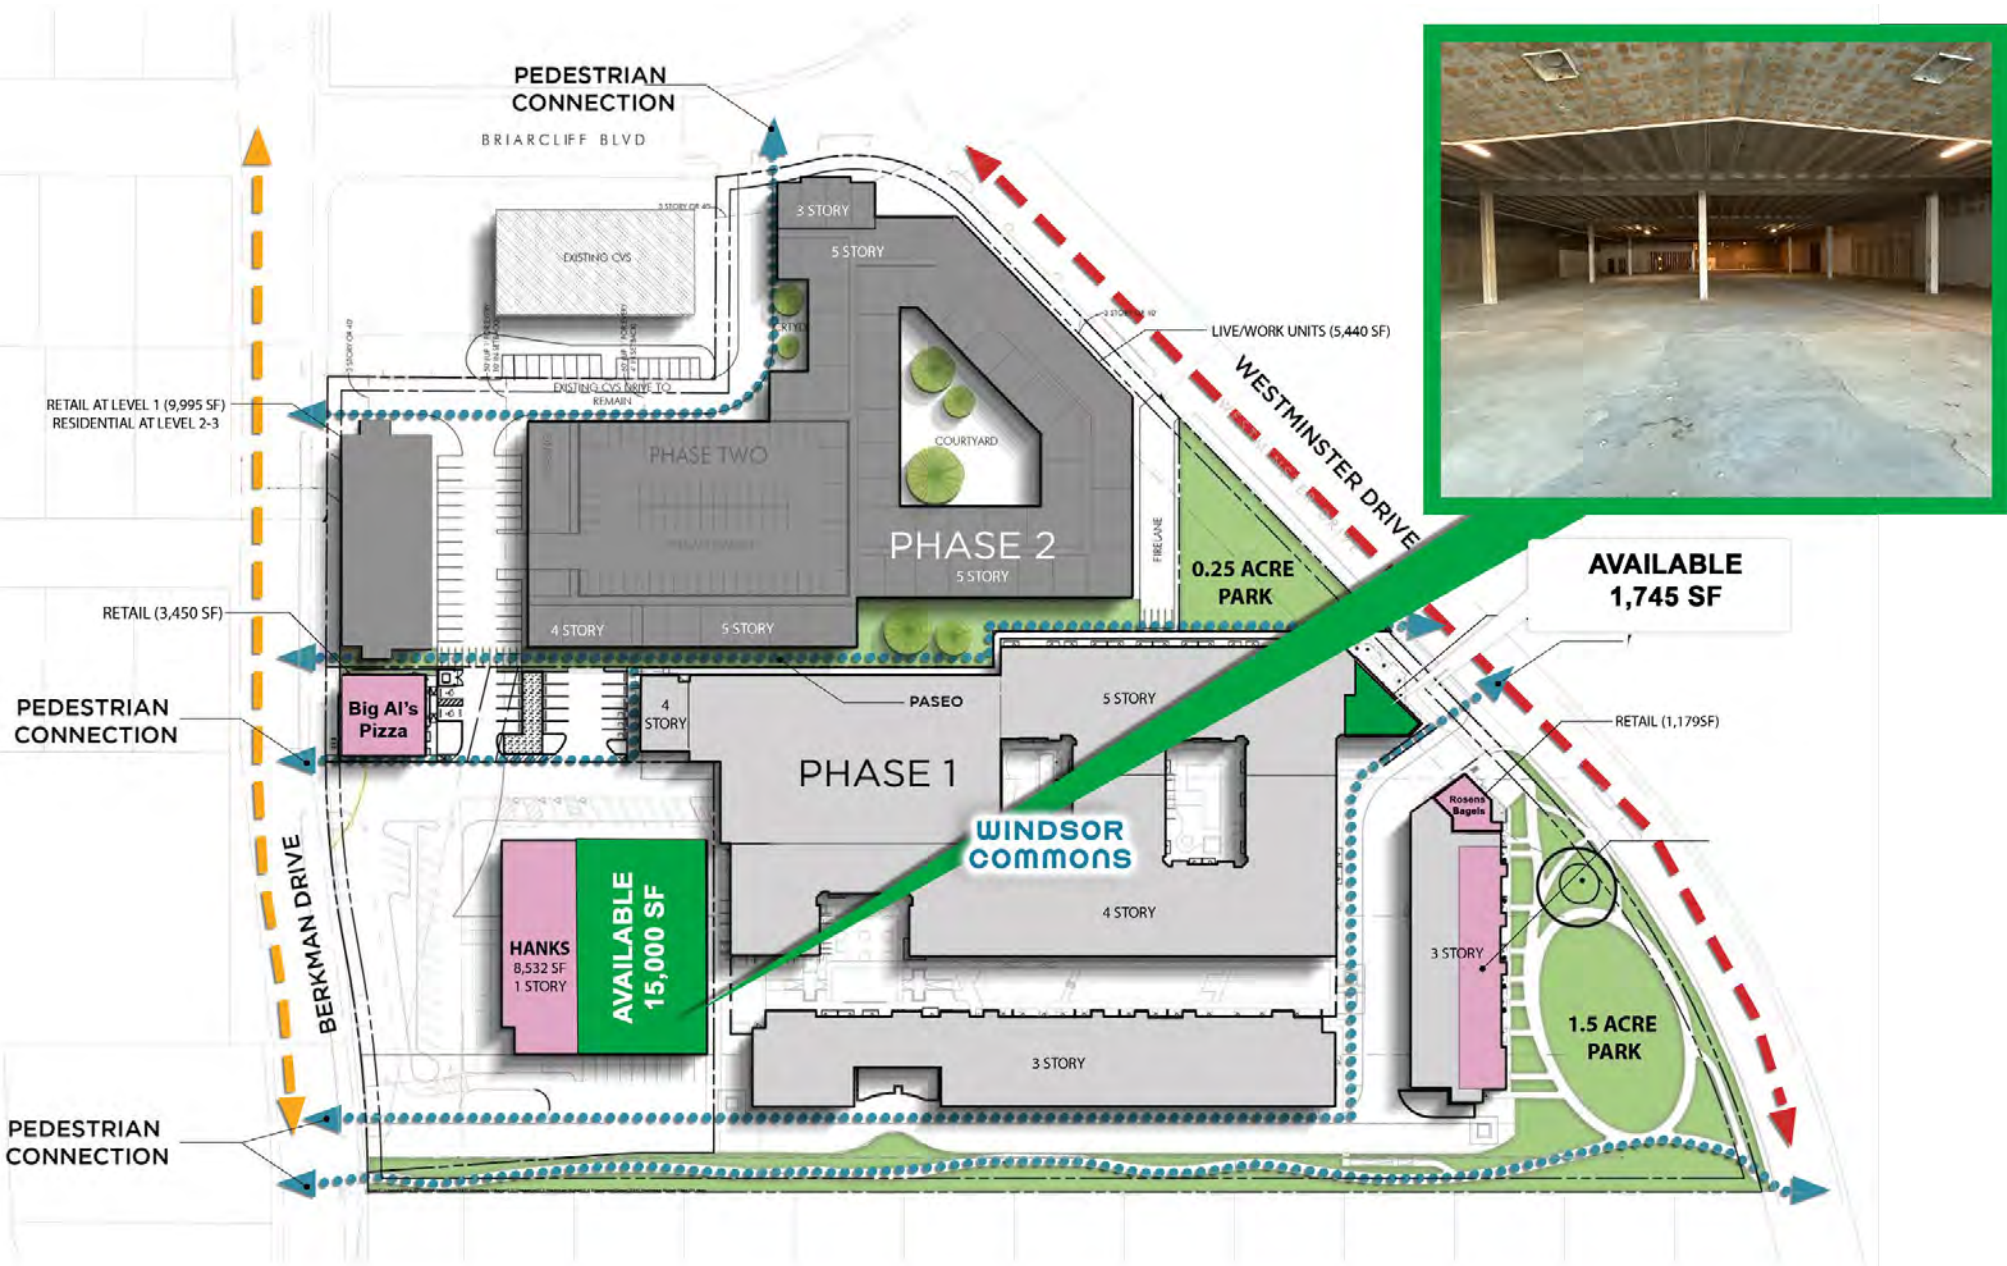 PEDESTRIAN
CONNECTION
BRIARCLIFF BLVD
3 STORY OR 40'
3 STORY
5 STORY
EXISTING CVS
LIVE/WORK UNITS (5,440 SF)
WESTMINSTER DRIVE
EXISTING CVS DRIVE TO
REMAIN
RETAIL AT LEVEL 1 (9,995 SF)
RESIDENTIAL AT LEVEL 2-3
COURTYARD
PHASE TWO
PHASE 2
5 STORY
FIRELANE
0.25 ACRE
PARK
AVAILABLE
1,745 SF
RETAIL (3,450 SF)
4 STORY
5 STORY
PEDESTRIAN
CONNECTION
Big Al's
Pizza
4
STORY
PASEO
5 STORY
RETAIL (1,179SF)
PHASE 1
WINDSOR
COMMONS
Rosens
Bagels
BERKMAN DRIVE
HANKS
8,532 SF
1 STORY
AVAILABLE
15,000 SF
4 STORY
3 STORY
3 STORY
1.5 ACRE
PARK
PEDESTRIAN
CONNECTION